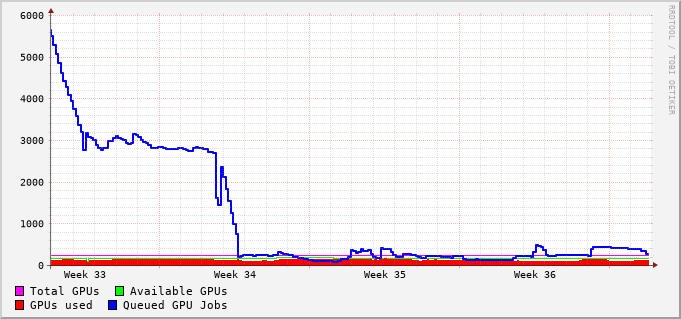 6000
5000
4000
3000
2000
1000
0
Week 33 Week 34 Week 35 Week 36
Total GPUs Available GPUs
GPUs used Queued GPU Jobs
RRDTOOL / TOBI OETIKER